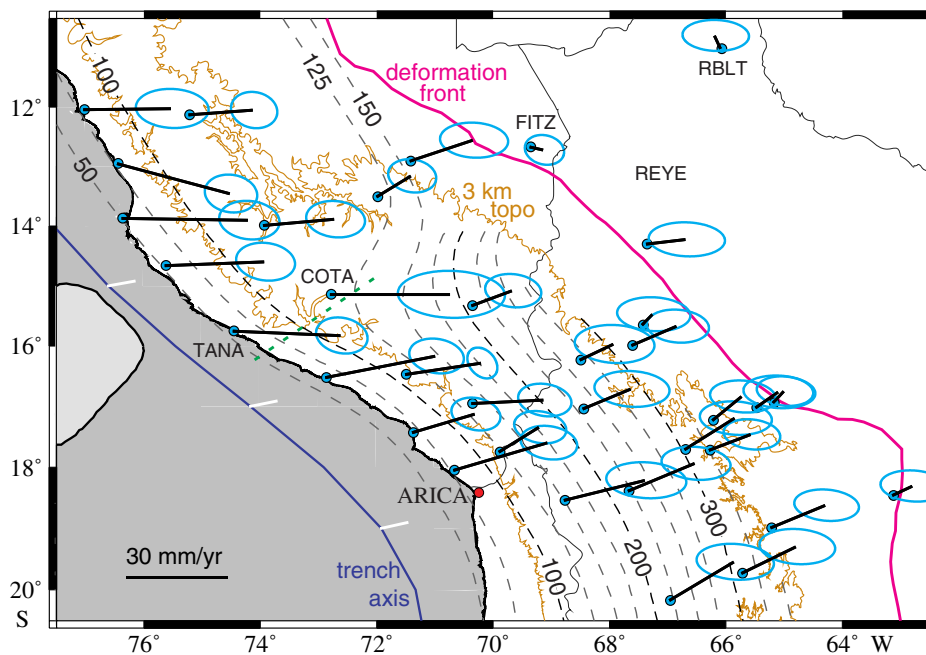 RBLT
100
125
deformation
front
150
12°
FITZ
REYE
50
3 km
topo
14°
COTA
TANA
16°
18°
ARICA
300
30 mm/yr
200
trench
axis
100
20°
S
76
74
72
70
68
66
64
W